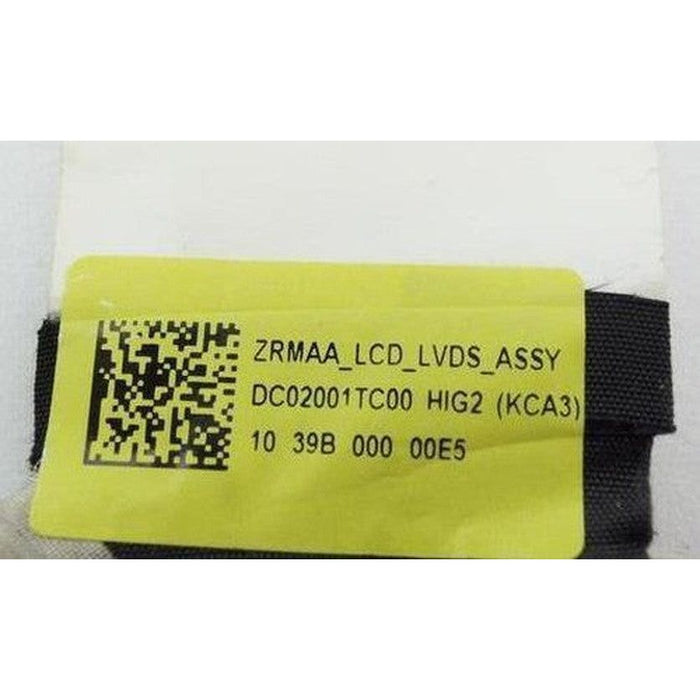 ZRMAA_LCD_LVDS_ASSY
DC02001TC00 HIG2 (KCA3)
10 39B 000 00E5